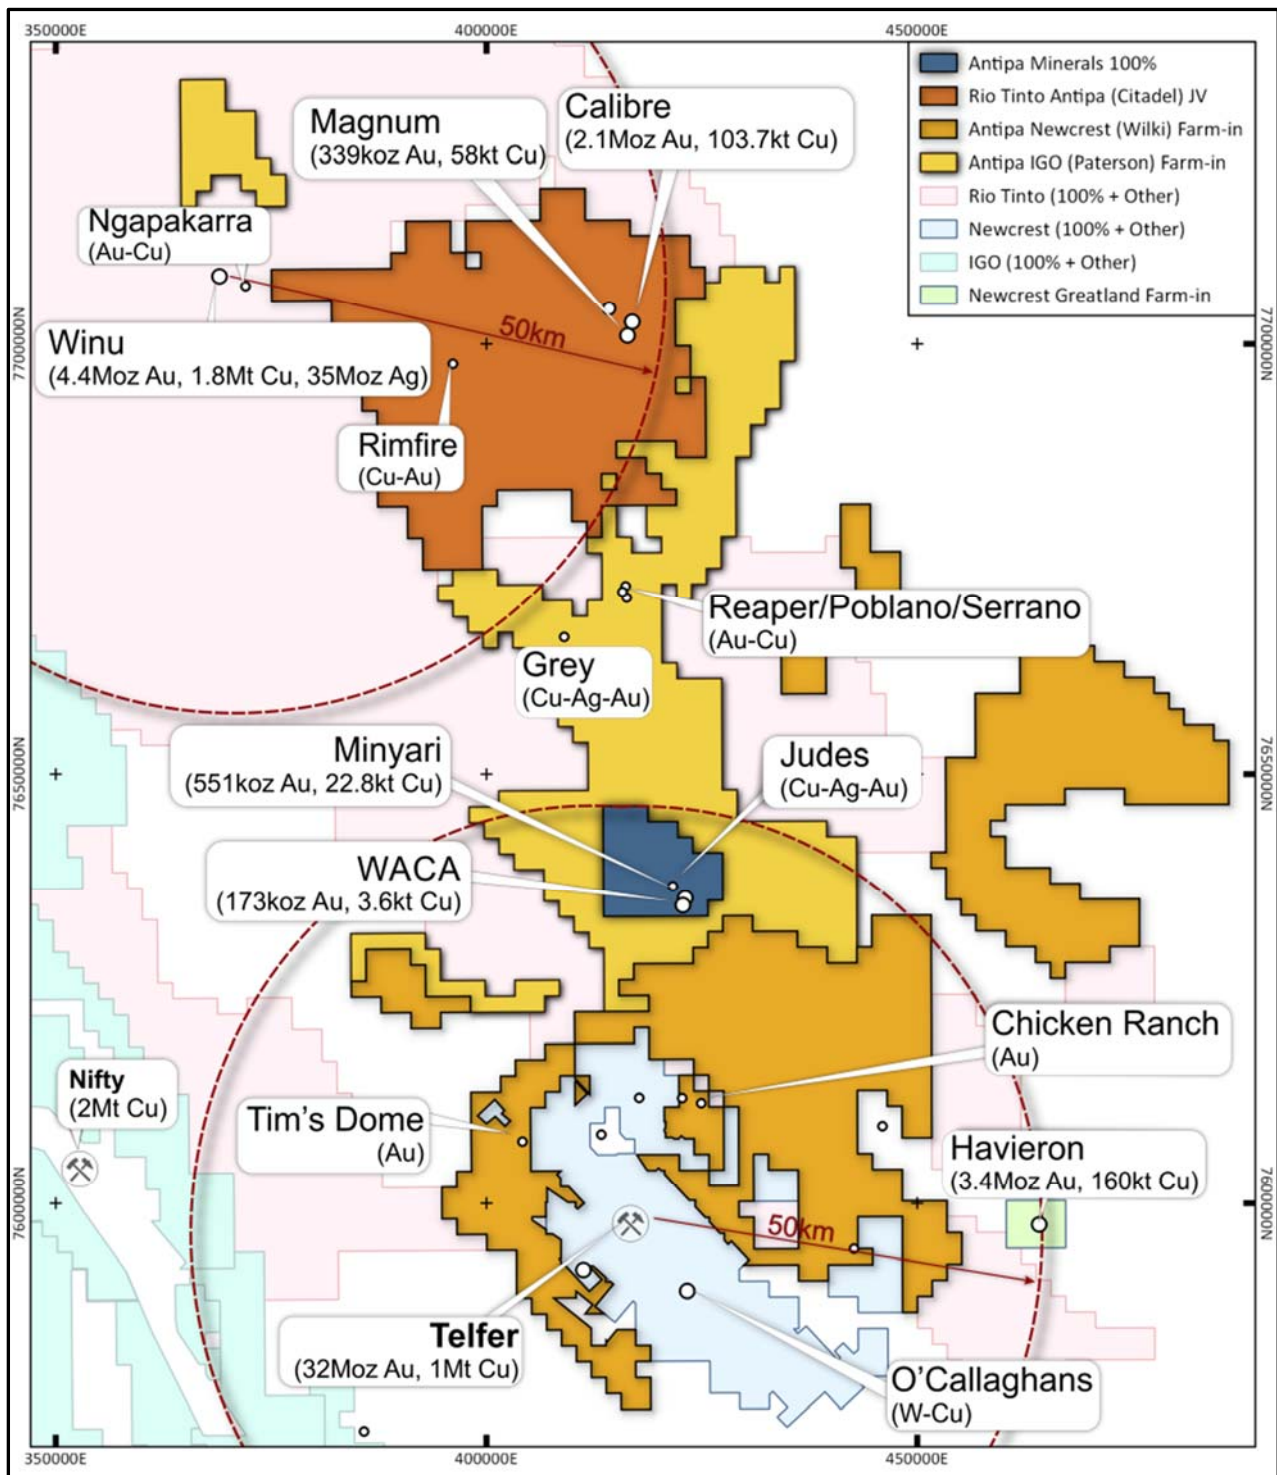 350000E
400000E
450000E
Antipa Minerals 100%
Rio Tinto Antipa (Citadel) JV
Antipa Newcrest (Wilki) Farm-in
Antipa IGO (Paterson) Farm-in
Rio Tinto (100% + Other)
Newcrest (100% + Other)
IGO (100% + Other)
Newcrest Greatland Farm-in
Calibre
(2.1Moz Au, 103.7kt Cu)
Magnum
(339koz Au, 58kt Cu)
Ngapakarra
(Au-Cu)
7700000N
7700000N
50km
Winu
(4.4Moz Au, 1.8Mt Cu, 35Moz Ag)
Rimfire
(Cu-Au)
Reaper/Poblano/Serrano
(Au-Cu)
Grey
(Cu-Ag-Au)
7650000N
7650000N
Minyari
(551koz Au, 22.8kt Cu)
Judes
(Cu-Ag-Au)
WACA
(173koz Au, 3.6kt Cu)
Chicken Ranch
(Au)
Nifty
(2Mt Cu)
Tim's Dome
(Au)
Havieron
(3.4Moz Au, 160kt Cu)
7600000N
7600000N
50km
Telfer
(32Moz Au, 1Mt Cu)
O'Callaghans
(W-Cu)
350000E
400000E
450000E